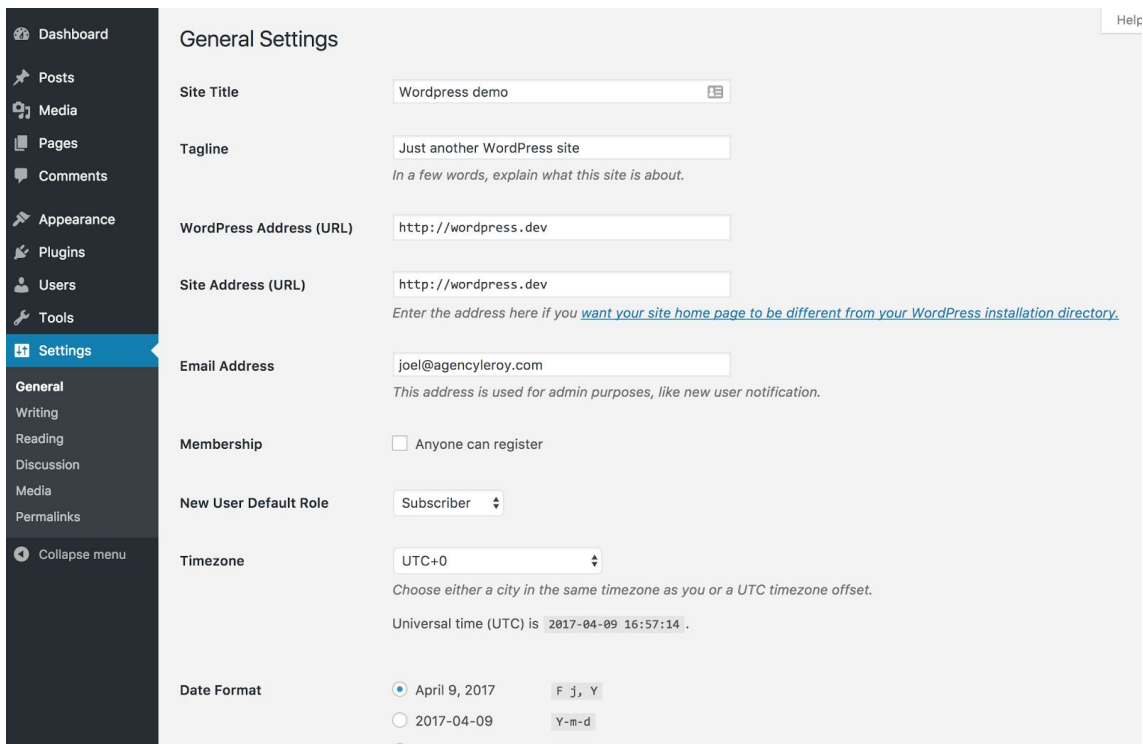 Dashboard
Posts
Media
Pages
Comments
Appearance
Plugins
Users
Tools
Settings
General
Writing
Reading
Discussion
Media
Permalinks
Collapse menu
Help
General Settings
Site Title Wordpress demo
Tagline Just another WordPress site
In a few words, explain what this site is about.
WordPress Address (URL) http://wordpress.dev
Site Address (URL) http://wordpress.dev
Enter the address here if you want your site home page to be different from your WordPress installation directory.
Email Address joel@agencyleroy.com
This address is used for admin purposes, like new user notification.
Membership Anyone can register
New User Default Role Subscriber
Timezone UTC+0
Choose either a city in the same timezone as you or a UTC timezone offset.
Universal time (UTC) is 2017-04-09 16:57:14 .
Date Format April 9, 2017 F j, Y
2017-04-09 Y-m-d